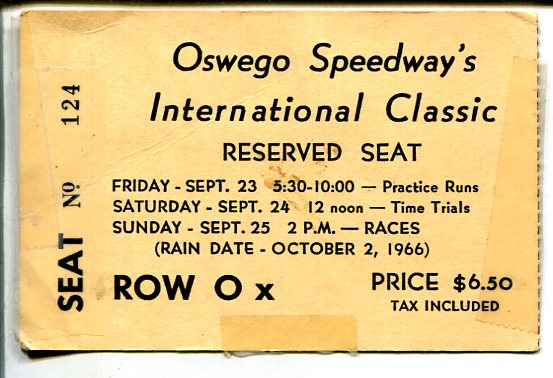 Oswego Speedway's
International Classic
RESERVED SEAT
FRIDAY - SEPT. 23 5:30-10:00 — Practice Runs
SATURDAY - SEPT. 24 12 noon — Time Trials
SUNDAY - SEPT. 25 2 P.M. — RACES
(RAIN DATE - OCTOBER 2, 1966)
ROW O x
PRICE $6.50
TAX INCLUDED
SEAT No 124